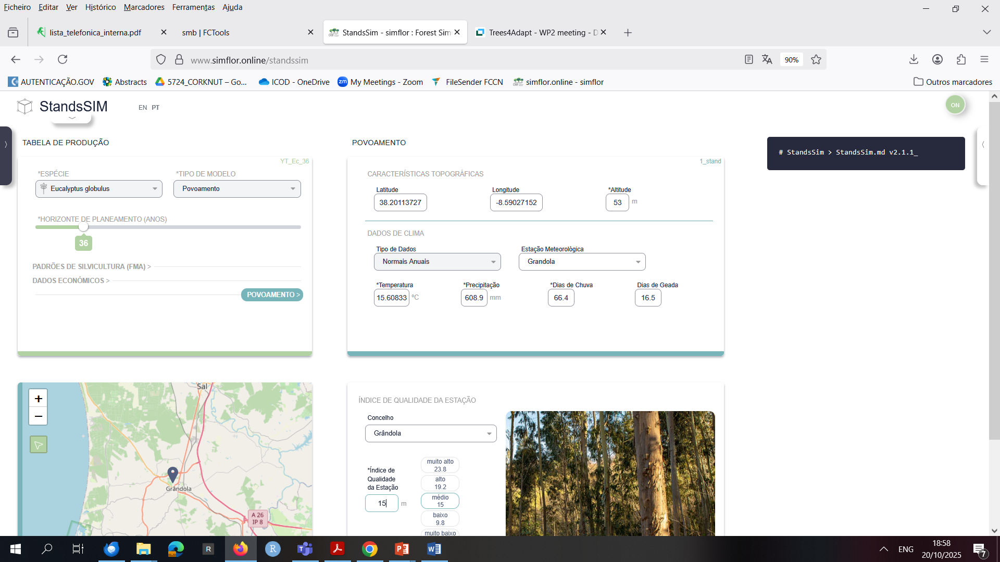 Ficheiro Editar Ver Histórico Marcadores Ferramentas Ajuda
lista_telefonica_interna.pdf
smb | FCTools
StandsSim - simflor : Forest Sim
Trees4Adapt - WP2 meeting - D
www.simflor.online/standssim
90%
AUTENTICAÇÃO.GOV
Abstracts
5724_CORKNUT – Go...
ICOD - OneDrive
zm My Meetings - Zoom
FileSender FCCN
simflor.online - simflor
Outros marcadores
StandsSIM
EN PT
ON
TABELA DE PRODUÇÃO
YT_Ec_36
*ESPÉCIE
*TIPO DE MODELO
Eucalyptus globulus
Povoamento
*HORIZONTE DE PLANEAMENTO (ANOS)
36
PADRÕES DE SILVICULTURA (FMA) >
DADOS ECONÓMICOS >
POVOAMENTO >
POVOAMENTO
1_stand
CARACTERÍSTICAS TOPOGRÁFICAS
Latitude
Longitude
*Altitude
38.20113727
-8.59027152
53 m
DADOS DE CLIMA
Tipo de Dados
Estação Meteorológica
Normais Anuais
Grandola
*Temperatura
*Precipitação
*Dias de Chuva
Dias de Geada
15.60833 ºC
608.9 mm
66.4
16.5
# StandsSim > StandsSim.md v2.1.1_
+
−
Sal
Grândola
A 26
IP 8
ÍNDICE DE QUALIDADE DA ESTAÇÃO
Concelho
Grândola
*Índice de
Qualidade
da Estação
15 m
muito alto
23.8
alto
19.2
médio
15
baixo
9.8
muito baixo
R
R
ENG
18:58
20/10/2025
7